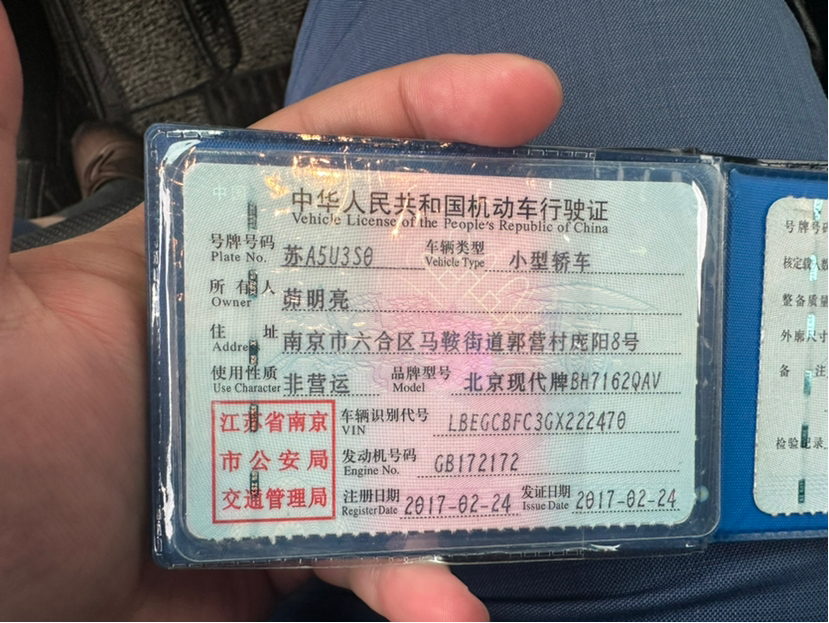 中华人民共和国机动车行驶证
Vehicle License of the People's Republic of China
号牌号码 苏A5U3S0 车辆类型 小型轿车
Plate No. Vehicle Type
所有人 茆明亮
Owner
住址 南京市六合区马鞍街道郭营村庞阳8号
Address
使用性质 非营运 品牌型号 北京现代牌BH7162QAV
Use Character Model
江苏省南京
市公安局
交通管理局
车辆识别代号 LBEGCBFC3GX222470
VIN
发动机号码 GB172172
Engine No.
注册日期 2017-02-24 发证日期 2017-02-24
Register Date Issue Date
号牌号码
核定载人数
整备质量
外廓尺寸
备注
检验记录